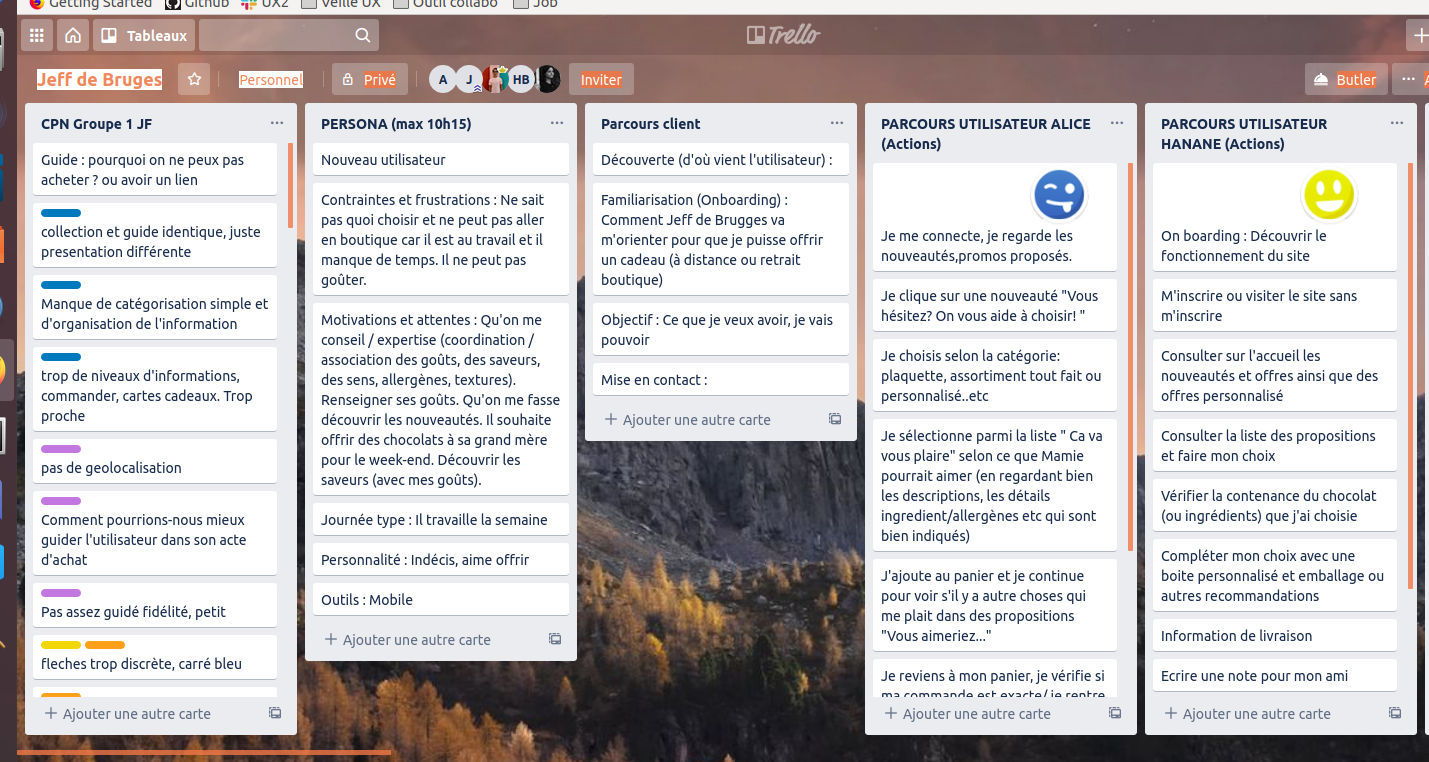 Getting Started
Github
UX2
Veille UX
Outil collabo
Job
Tableaux
Trello
Jeff de Bruges
Personnel
Privé
A
J
HB
Inviter
Butler
CPN Groupe 1 JF
Guide : pourquoi on ne peux pas
acheter ? ou avoir un lien
collection et guide identique, juste
presentation différente
Manque de catégorisation simple et
d'organisation de l'information
trop de niveaux d'informations,
commander, cartes cadeaux. Trop
proche
pas de geolocalisation
Comment pourrions-nous mieux
guider l'utilisateur dans son acte
d'achat
Pas assez guidé fidélité, petit
fleches trop discrète, carré bleu
+ Ajouter une autre carte
PERSONA (max 10h15)
Nouveau utilisateur
Contraintes et frustrations : Ne sait
pas quoi choisir et ne peut pas aller
en boutique car il est au travail et il
manque de temps. Il ne peut pas
goûter.
Motivations et attentes : Qu'on me
conseil / expertise (coordination /
association des goûts, des saveurs,
des sens, allergènes, textures).
Renseigner ses goûts. Qu'on me fasse
découvrir les nouveautés. Il souhaite
offrir des chocolats à sa grand mère
pour le week-end. Découvrir les
saveurs (avec mes goûts).
Journée type : Il travaille la semaine
Personnalité : Indécis, aime offrir
Outils : Mobile
+ Ajouter une autre carte
Parcours client
Découverte (d'où vient l'utilisateur) :
Familiarisation (Onboarding) :
Comment Jeff de Brugges va
m'orienter pour que je puisse offrir
un cadeau (à distance ou retrait
boutique)
Objectif : Ce que je veux avoir, je vais
pouvoir
Mise en contact :
+ Ajouter une autre carte
PARCOURS UTILISATEUR ALICE
(Actions)
Je me connecte, je regarde les
nouveautés,promos proposés.
Je clique sur une nouveauté "Vous
hésitez? On vous aide à choisir! "
Je choisis selon la catégorie:
plaquette, assortiment tout fait ou
personnalisé..etc
Je sélectionne parmi la liste " Ca va
vous plaire" selon ce que Mamie
pourrait aimer (en regardant bien
les descriptions, les détails
ingredient/allergènes etc qui sont
bien indiqués)
J'ajoute au panier et je continue
pour voir s'il y a autre choses qui
me plait dans des propositions
"Vous aimeriez..."
Je reviens à mon panier, je vérifie si
ma commande est exacte/ je rentre
+ Ajouter une autre carte
PARCOURS UTILISATEUR
HANANE (Actions)
On boarding : Découvrir le
fonctionnement du site
M'inscrire ou visiter le site sans
m'inscrire
Consulter sur l'accueil les
nouveautés et offres ainsi que des
offres personnalisé
Consulter la liste des propositions
et faire mon choix
Vérifier la contenance du chocolat
(ou ingrédients) que j'ai choisie
Compléter mon choix avec une
boite personnalisé et emballage ou
autres recommandations
Information de livraison
Ecrire une note pour mon ami
+ Ajouter une autre carte